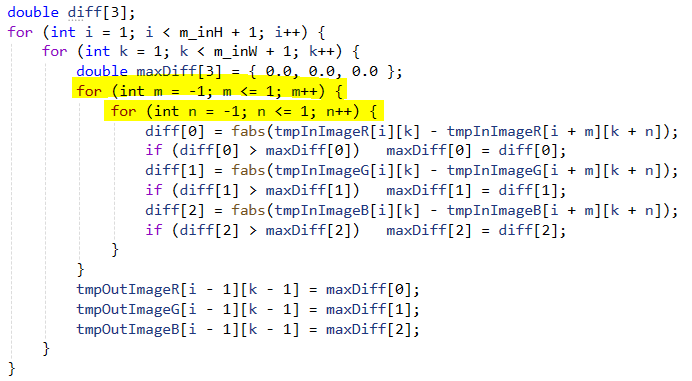 double diff[3];
for (int i = 1; i < m_inH + 1; i++) {
    for (int k = 1; k < m_inW + 1; k++) {
        double maxDiff[3] = { 0.0, 0.0, 0.0 };
        for (int m = -1; m <= 1; m++) {
            for (int n = -1; n <= 1; n++) {
                diff[0] = fabs(tmpInImageR[i][k] - tmpInImageR[i + m][k + n]);
                if (diff[0] > maxDiff[0])   maxDiff[0] = diff[0];
                diff[1] = fabs(tmpInImageG[i][k] - tmpInImageG[i + m][k + n]);
                if (diff[1] > maxDiff[1])   maxDiff[1] = diff[1];
                diff[2] = fabs(tmpInImageB[i][k] - tmpInImageB[i + m][k + n]);
                if (diff[2] > maxDiff[2])   maxDiff[2] = diff[2];
            }
        }
        tmpOutImageR[i - 1][k - 1] = maxDiff[0];
        tmpOutImageG[i - 1][k - 1] = maxDiff[1];
        tmpOutImageB[i - 1][k - 1] = maxDiff[2];
    }
}